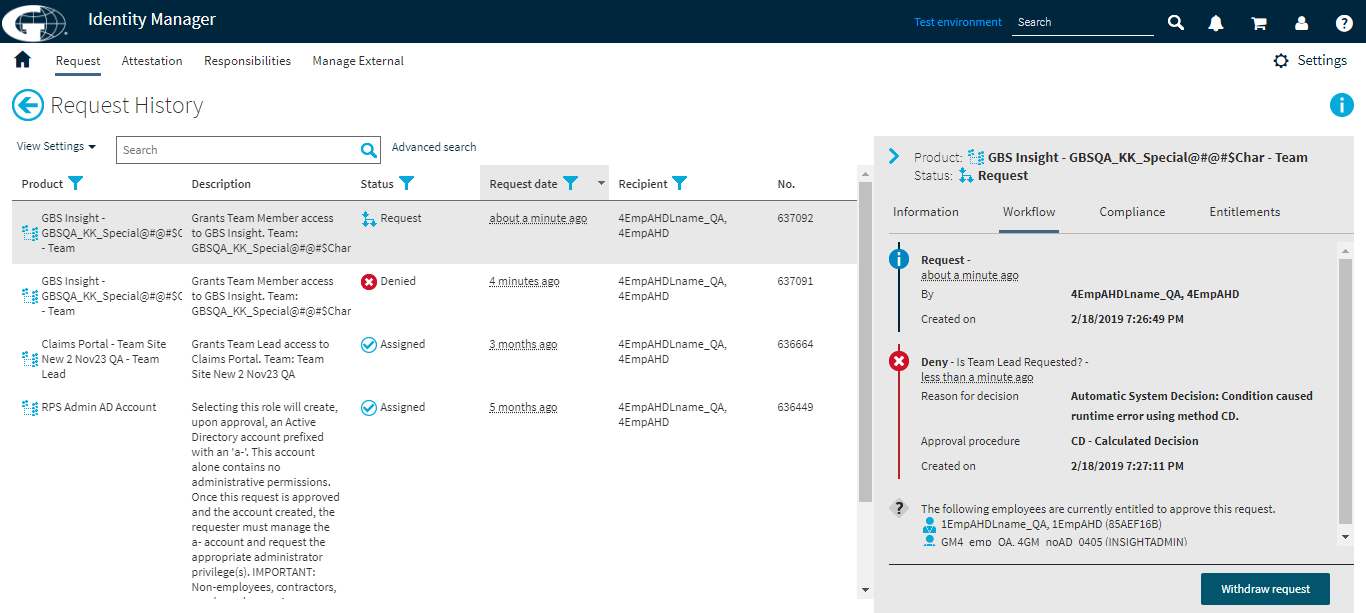 Identity Manager
Test environment
Search
Request
Attestation
Responsibilities
Manage External
Settings
Request History
View Settings
Search
Advanced search
Product
Description
Status
Request date
Recipient
No.
GBS Insight -
GBSQA_KK_Special@#@#$C
- Team
Grants Team Member access
to GBS Insight. Team:
GBSQA_KK_Special@#@#$Char
Request
about a minute ago
4EmpAHDLname_QA,
4EmpAHD
637092
GBS Insight -
GBSQA_KK_Special@#@#$C
- Team
Grants Team Member access
to GBS Insight. Team:
GBSQA_KK_Special@#@#$Char
Denied
4 minutes ago
4EmpAHDLname_QA,
4EmpAHD
637091
Claims Portal - Team Site
New 2 Nov23 QA - Team
Lead
Grants Team Lead access to
Claims Portal. Team: Team
Site New 2 Nov23 QA
Assigned
3 months ago
4EmpAHDLname_QA,
4EmpAHD
636664
RPS Admin AD Account
Selecting this role will create,
upon approval, an Active
Directory account prefixed
with an 'a-'. This account
alone contains no
administrative permissions.
Once this request is approved
and the account created, the
requester must manage the
a- account and request the
appropriate administrator
privilege(s). IMPORTANT:
Non-employees, contractors,
Assigned
5 months ago
4EmpAHDLname_QA,
4EmpAHD
636449
Product: GBS Insight - GBSQA_KK_Special@#@#$Char - Team
Status: Request
Information
Workflow
Compliance
Entitlements
Request -
about a minute ago
By 4EmpAHDLname_QA, 4EmpAHD
Created on 2/18/2019 7:26:49 PM
Deny - Is Team Lead Requested? -
less than a minute ago
Reason for decision Automatic System Decision: Condition caused
runtime error using method CD.
Approval procedure CD - Calculated Decision
Created on 2/18/2019 7:27:11 PM
The following employees are currently entitled to approve this request.
1EmpAHDLname_QA, 1EmpAHD (85AEF16B)
GM4_emp_QA, 4GM_noAD_0405 (INSIGHTADMIN)
Withdraw request